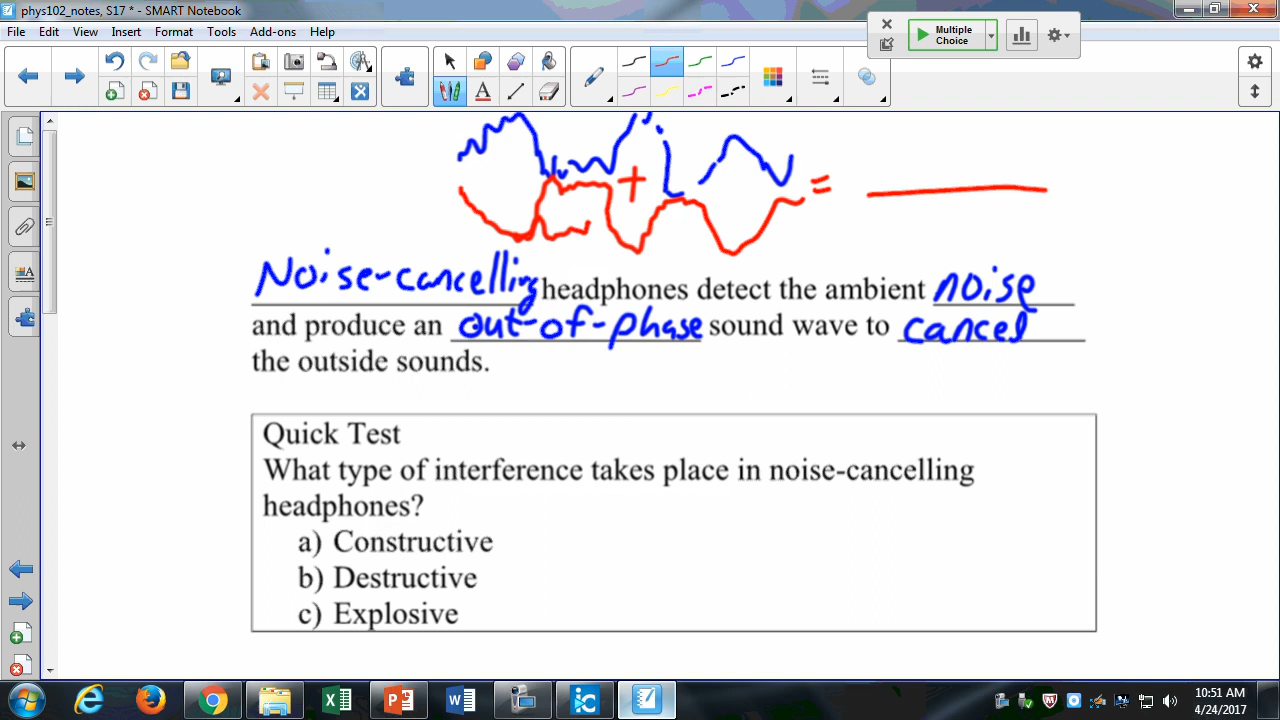 phys102_notes, S17 * - SMART Notebook
File Edit View Insert Format Tools Add-ons Help
Multiple
Choice
+ = 
Noise-cancelling headphones detect the ambient noise
and produce an out-of-phase sound wave to cancel
the outside sounds.
Quick Test
What type of interference takes place in noise-cancelling
headphones?
a) Constructive
b) Destructive
c) Explosive
10:51 AM
4/24/2017